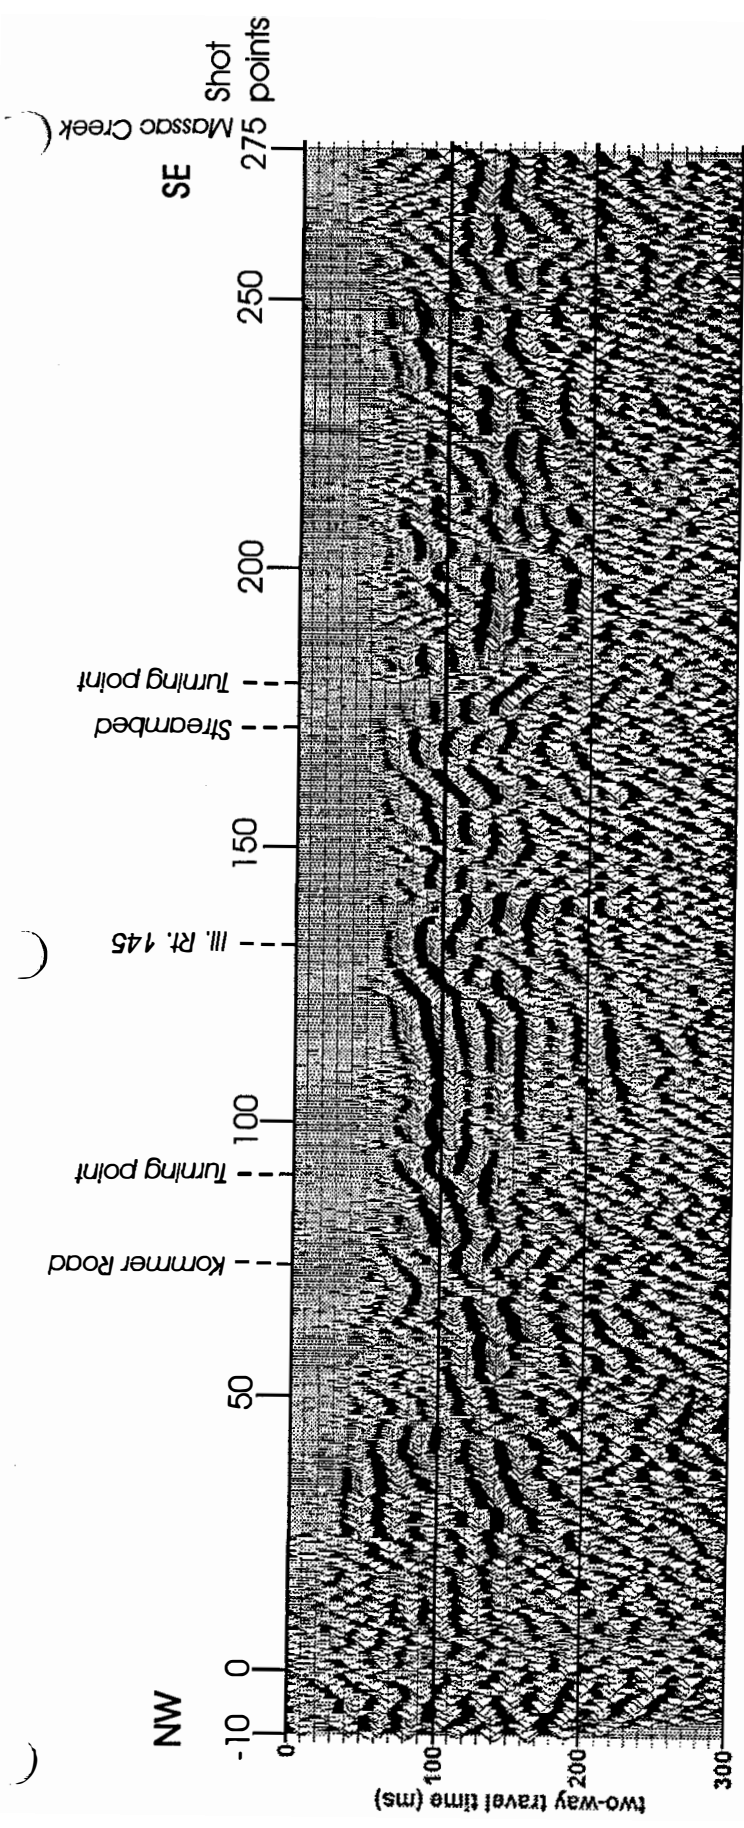 NW
SE
Shot
points
-10
0
50
100
150
200
250
275
Kommer Road
Turning point
Ill. Rt. 145
Streambed
Turning point
Massac Creek
two-way travel time (ms)
0
100
200
300